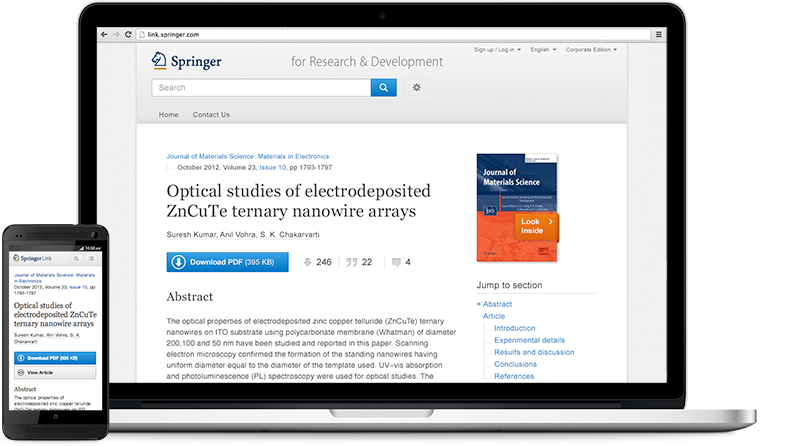 link.springer.com
Sign up / Log in English Corporate Edition
Springer
for Research & Development
Search
Home Contact Us
Journal of Materials Science: Materials in Electronics
October 2012, Volume 23, Issue 10, pp 1793-1797
Optical studies of electrodeposited
ZnCuTe ternary nanowire arrays
Suresh Kumar, Anil Vohra, S. K. Chakarvarti
Download PDF (395 KB)
246 22 4
Abstract
The optical properties of electrodeposited zinc copper telluride (ZnCuTe) ternary
nanowires on ITO substrate using polycarbonate membrane (Whatman) of diameter
200,100 and 50 nm have been studied and reported in this paper. Scanning
electron microscopy confirmed the formation of the standing nanowires having
uniform diameter equal to the diameter of the template used. UV–vis absorption
and photoluminescence (PL) spectroscopy were used for optical studies. The
Journal of
Materials Science
Look
Inside
Jump to section
Abstract
Article
Introduction
Experimental details
Results and discussion
Conclusions
References
10:00 am
Springer Link
Journal of Materials Science: Materials
in Electronics
October 2012, Volume 23, Issue 10, pp
1793-1797
Optical studies of
electrodeposited ZnCuTe
ternary nanowire arrays
Suresh Kumar, Anil Vohra, S. K.
Chakarvarti
Download PDF (395 KB)
View Article
Abstract
The optical properties of
electrodeposited zinc copper telluride